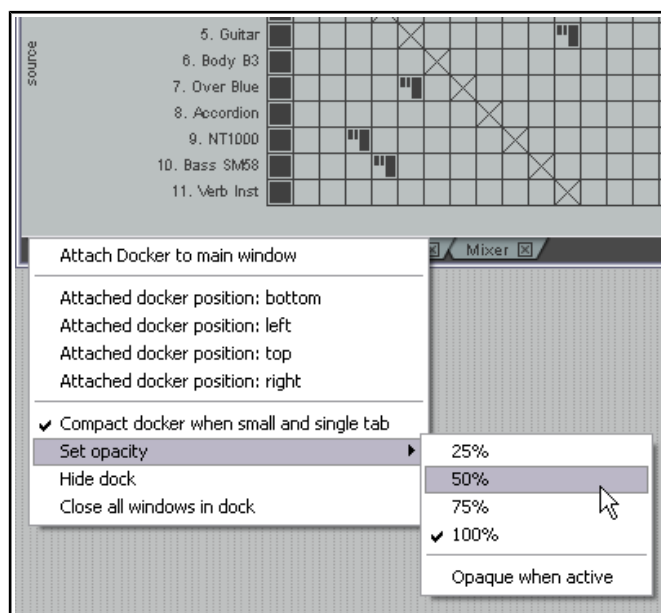 source
5. Guitar
6. Body B3
7. Over Blue
8. Accordion
9. NT1000
10. Bass SM58
11. Verb Inst
Mixer
Attach Docker to main window
Attached docker position: bottom
Attached docker position: left
Attached docker position: top
Attached docker position: right
Compact docker when small and single tab
Set opacity
Hide dock
Close all windows in dock
25%
50%
75%
100%
Opaque when active